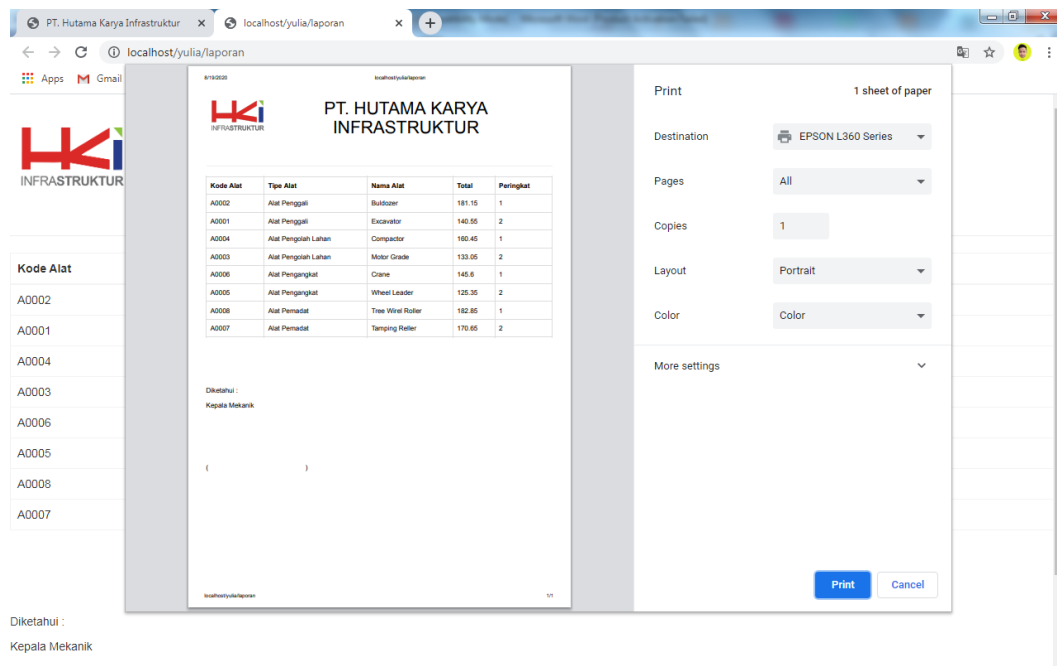 PT. Hutama Karya Infrastruktur
localhost/yulia/laporan
localhost/yulia/laporan
Apps Gmail
HKi
INFRASTRUKTUR
Kode Alat
A0002
A0001
A0004
A0003
A0006
A0005
A0008
A0007
Diketahui :
Kepala Mekanik
8/19/2020 localhost/yulia/laporan
HKi
INFRASTRUKTUR
PT. HUTAMA KARYA
INFRASTRUKTUR
Kode Alat Tipe Alat Nama Alat Total Peringkat
A0002 Alat Penggali Buldozer 181.15 1
A0001 Alat Penggali Excavator 140.55 2
A0004 Alat Pengolah Lahan Compactor 160.45 1
A0003 Alat Pengolah Lahan Motor Grade 133.05 2
A0006 Alat Pengangkat Crane 145.6 1
A0005 Alat Pengangkat Wheel Leader 125.35 2
A0008 Alat Pemadat Tree Wirel Roller 182.85 1
A0007 Alat Pemadat Tamping Reller 170.65 2
Diketahui :
Kepala Mekanik
( )
localhost/yulia/laporan 1/1
Print 1 sheet of paper
Destination EPSON L360 Series
Pages All
Copies 1
Layout Portrait
Color Color
More settings
Print Cancel